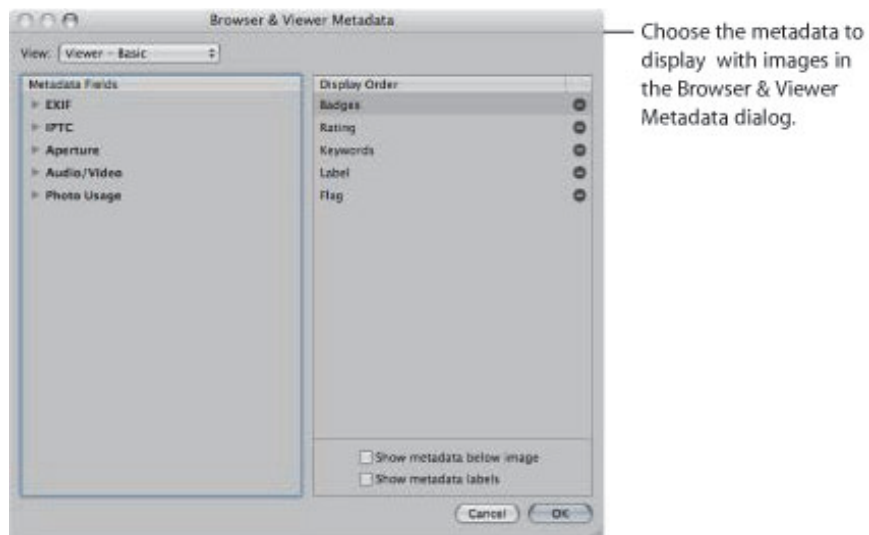 Browser & Viewer Metadata
View: Viewer – Basic
Metadata Fields
EXIF
IPTC
Aperture
Audio/Video
Photo Usage
Display Order
Badges
Rating
Keywords
Label
Flag
Show metadata below image
Show metadata labels
Cancel
OK
Choose the metadata to
display with images in
the Browser & Viewer
Metadata dialog.